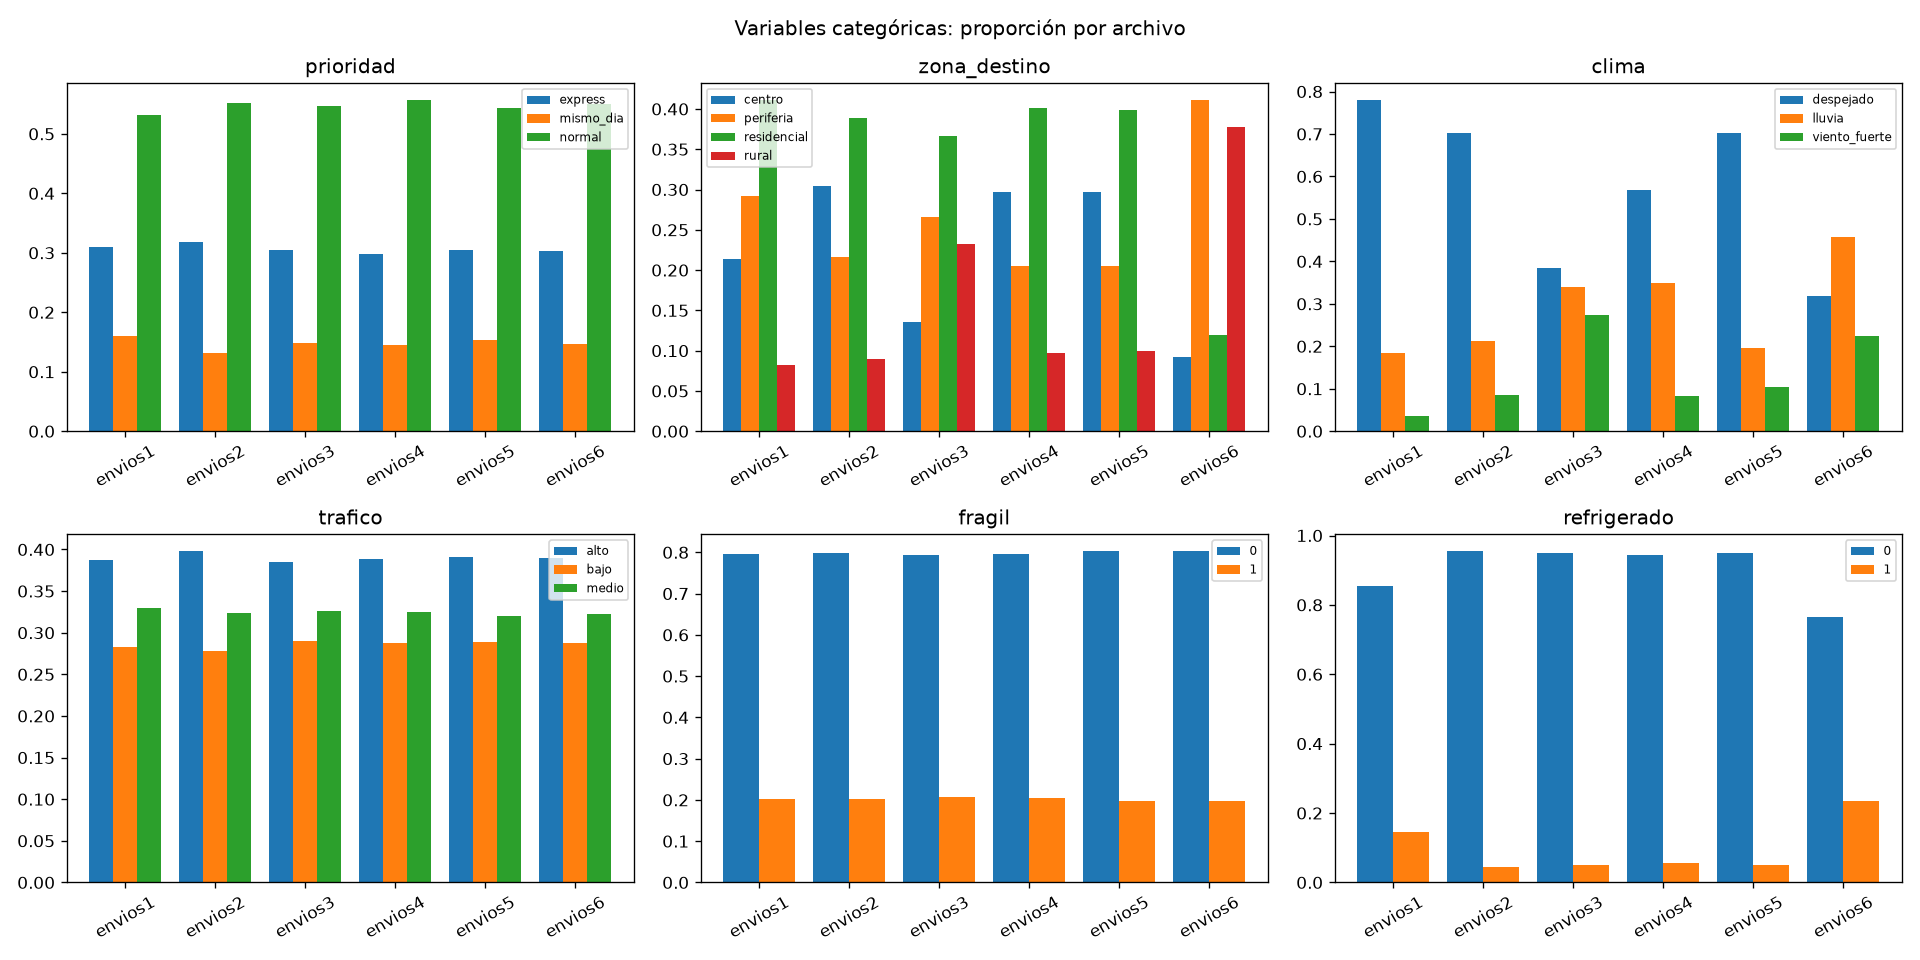 Variables categóricas: proporción por archivo
prioridad
express
mismo_dia
normal
0.5
0.4
0.3
0.2
0.1
0.0
envios1
envios2
envios3
envios4
envios5
envios6
zona_destino
centro
periferia
residencial
rural
0.40
0.35
0.30
0.25
0.20
0.15
0.10
0.05
0.00
envios1
envios2
envios3
envios4
envios5
envios6
clima
despejado
lluvia
viento_fuerte
0.8
0.7
0.6
0.5
0.4
0.3
0.2
0.1
0.0
envios1
envios2
envios3
envios4
envios5
envios6
trafico
alto
bajo
medio
0.40
0.35
0.30
0.25
0.20
0.15
0.10
0.05
0.00
envios1
envios2
envios3
envios4
envios5
envios6
fragil
0
1
0.8
0.7
0.6
0.5
0.4
0.3
0.2
0.1
0.0
envios1
envios2
envios3
envios4
envios5
envios6
refrigerado
0
1
1.0
0.8
0.6
0.4
0.2
0.0
envios1
envios2
envios3
envios4
envios5
envios6